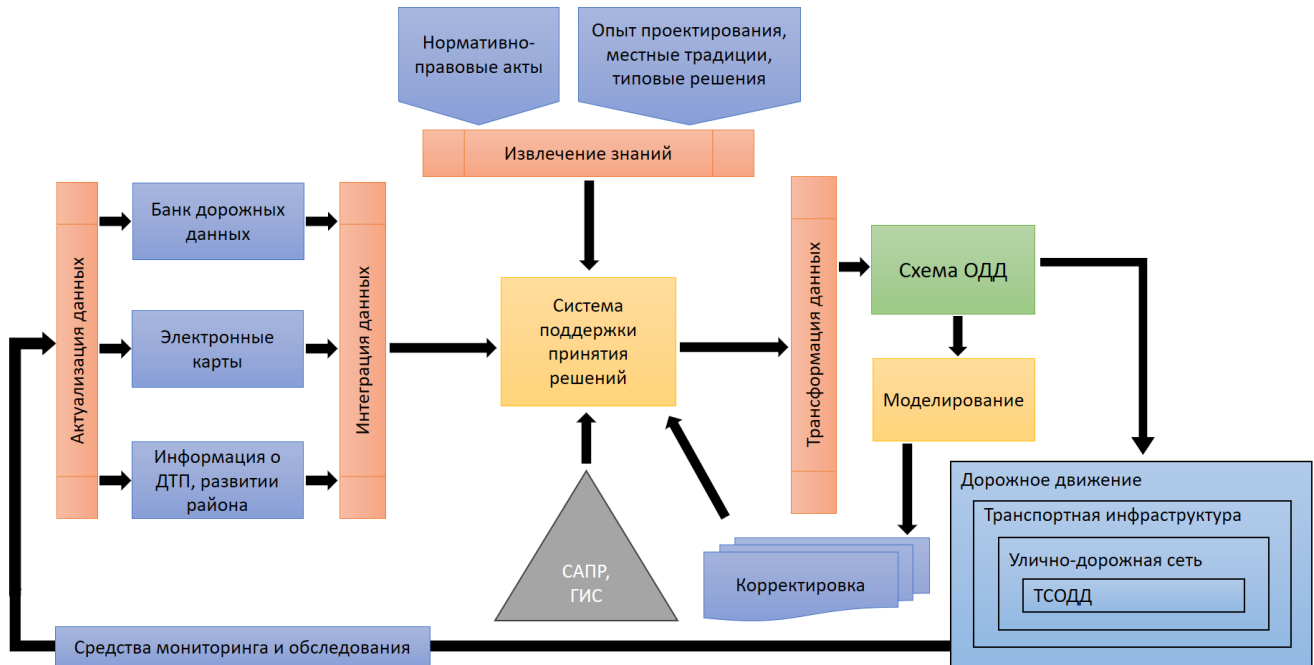 Нормативно-
правовые акты
Опыт проектирования,
местные традиции,
типовые решения
Извлечение знаний
Актуализация данных
Банк дорожных
данных
Электронные
карты
Информация о
ДТП, развитии
района
Интеграция данных
Система
поддержки
принятия
решений
САПР,
ГИС
Трансформация данных
Схема ОДД
Моделирование
Корректировка
Дорожное движение
Транспортная инфраструктура
Улично-дорожная сеть
ТСОДД
Средства мониторинга и обследования